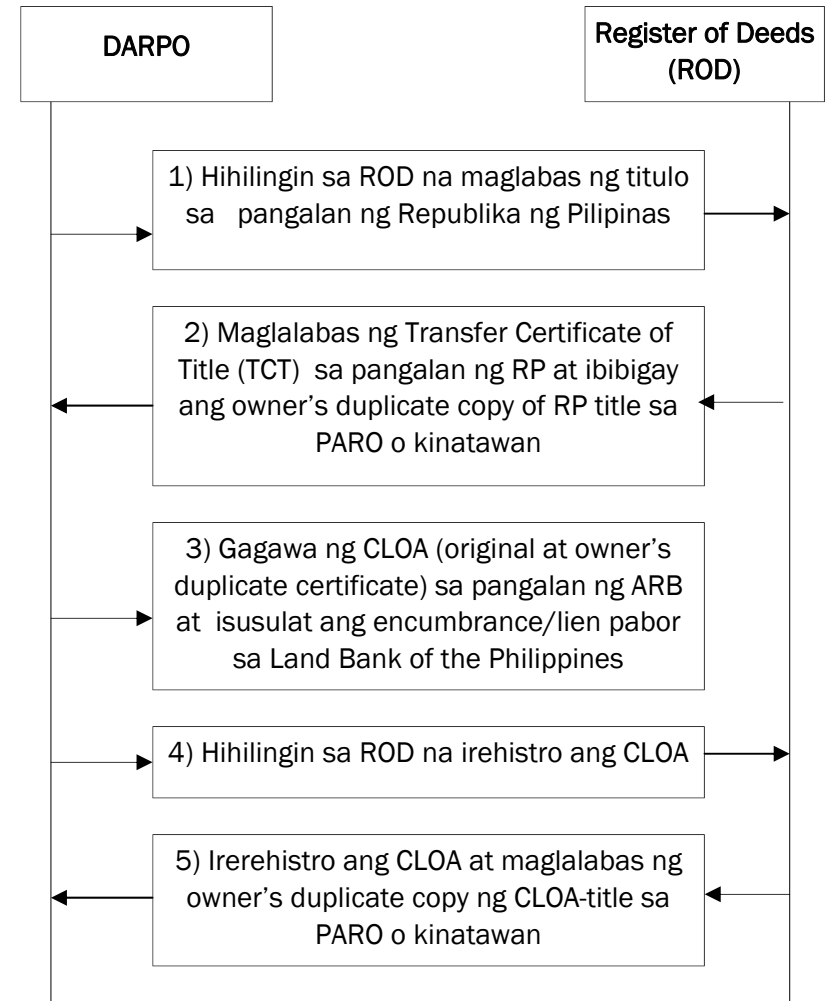 DARPO
Register of Deeds
(ROD)
1) Hihilingin sa ROD na maglabas ng titulo
sa pangalan ng Republika ng Pilipinas
2) Maglalabas ng Transfer Certificate of
Title (TCT) sa pangalan ng RP at ibibigay
ang owner’s duplicate copy of RP title sa
PARO o kinatawan
3) Gagawa ng CLOA (original at owner’s
duplicate certificate) sa pangalan ng ARB
at isusulat ang encumbrance/lien pabor
sa Land Bank of the Philippines
4) Hihilingin sa ROD na irehistro ang CLOA
5) Irerehistro ang CLOA at maglalabas ng
owner’s duplicate copy ng CLOA-title sa
PARO o kinatawan